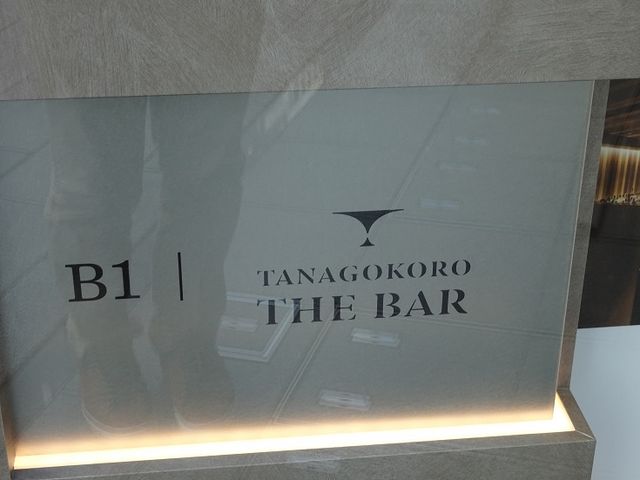 B1 |
TANAGOKORO
THE BAR